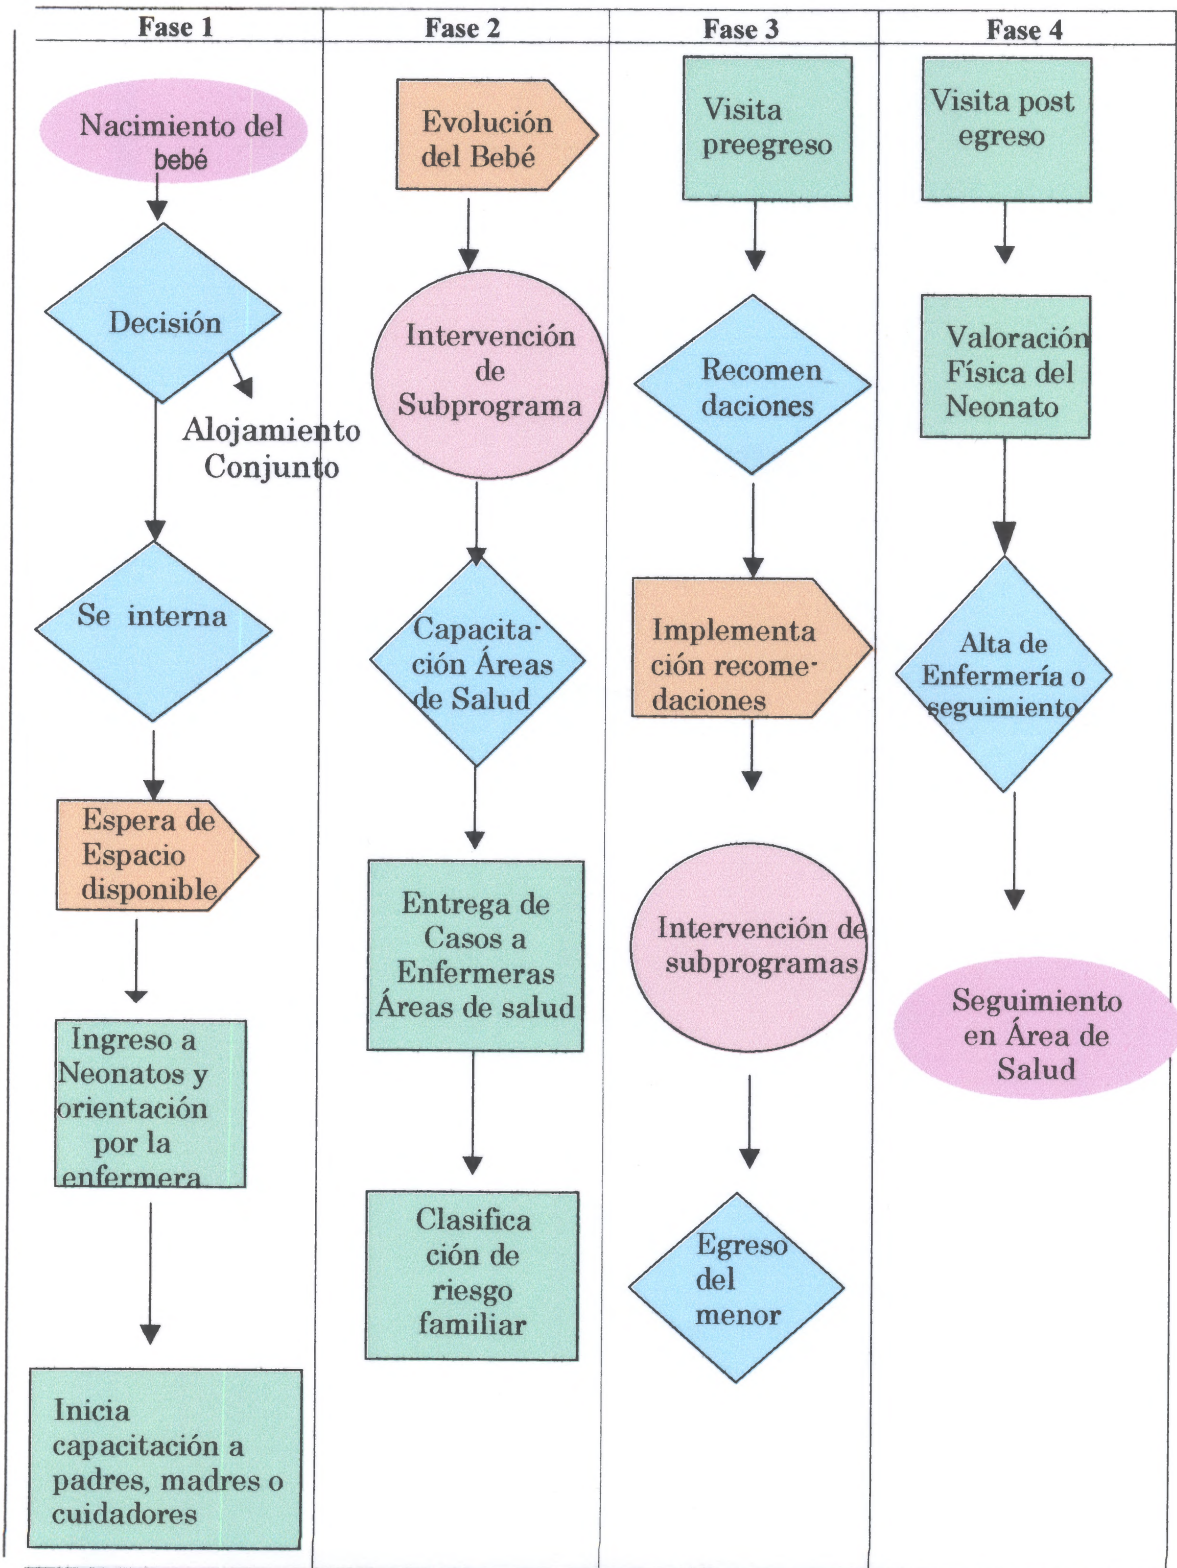 Fase 1
Fase 2
Fase 3
Fase 4
Nacimiento del
bebé
Decisión
Alojamiento
Conjunto
Se interna
Espera de
Espacio
disponible
Ingreso a
Neonatos y
orientación
por la
enfermera
Inicia
capacitación a
padres, madres o
cuidadores
Evolución
del Bebé
Intervención
de
Subprograma
Capacita-
ción Áreas
de Salud
Entrega de
Casos a
Enfermeras
Áreas de salud
Clasifica
ción de
riesgo
familiar
Visita
preegreso
Recomen
daciones
Implementa
ción recome-
daciones
Intervención de
subprogramas
Egreso
del
menor
Visita post
egreso
Valoración
Física del
Neonato
Alta de
Enfermería o
seguimiento
Seguimiento
en Área de
Salud